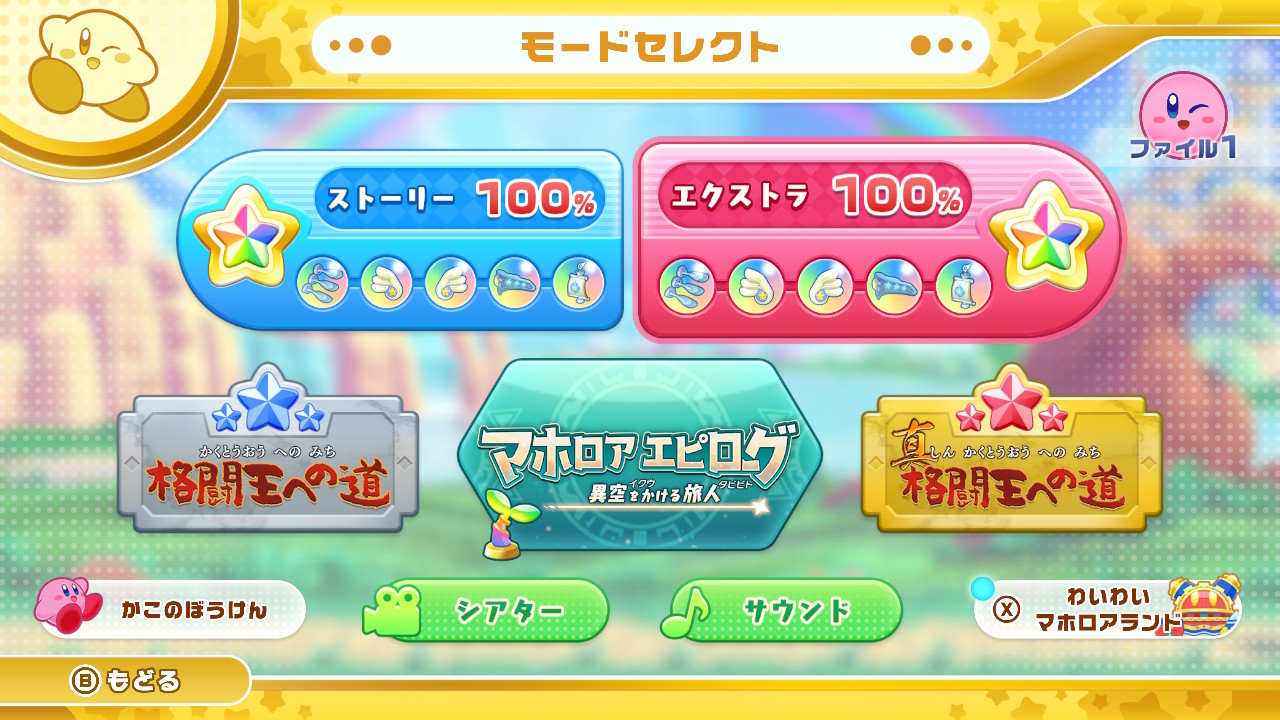 モードセレクト
ファイル1
ストーリー 100%
エクストラ 100%
かくとうおう への みち
格闘王への道
マホロア エピローグ
イクウ タビビト
異空をかける旅人
しん かくとうおう への みち
真 格闘王への道
かこのぼうけん
シアター
サウンド
X わいわい
マホロアランド
B もどる